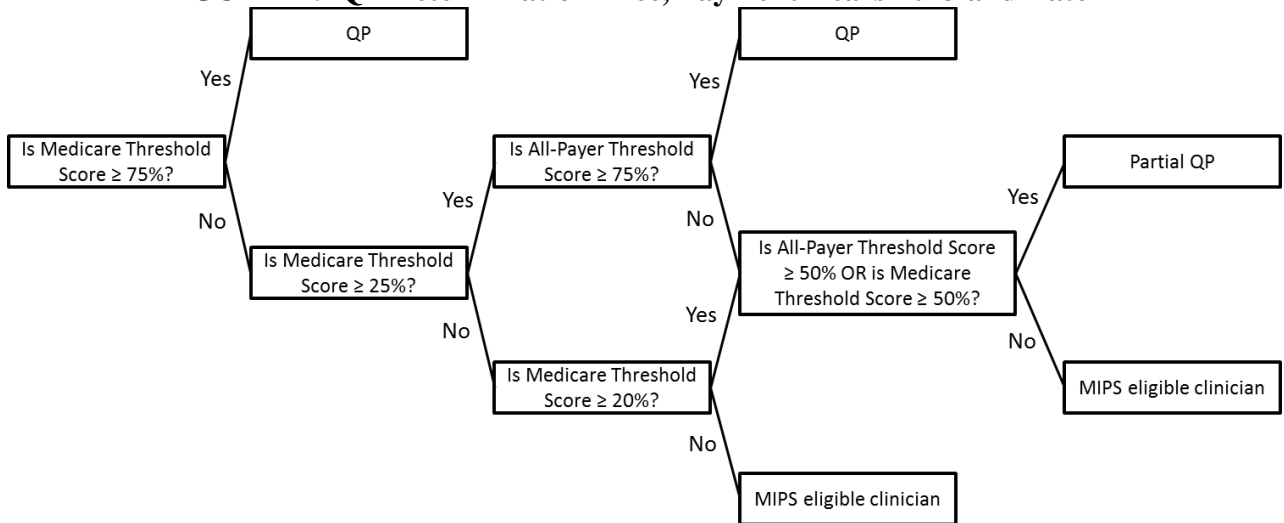 QP
QP
Yes
Yes
Is Medicare Threshold
Score ≥ 75%?
Is All-Payer Threshold
Score ≥ 75%?
Partial QP
Yes
Yes
No
No
Is Medicare Threshold
Score ≥ 25%?
Is All-Payer Threshold Score
≥ 50% OR is Medicare
Threshold Score ≥ 50%?
Yes
No
No
Is Medicare Threshold
Score ≥ 20%?
MIPS eligible clinician
No
MIPS eligible clinician